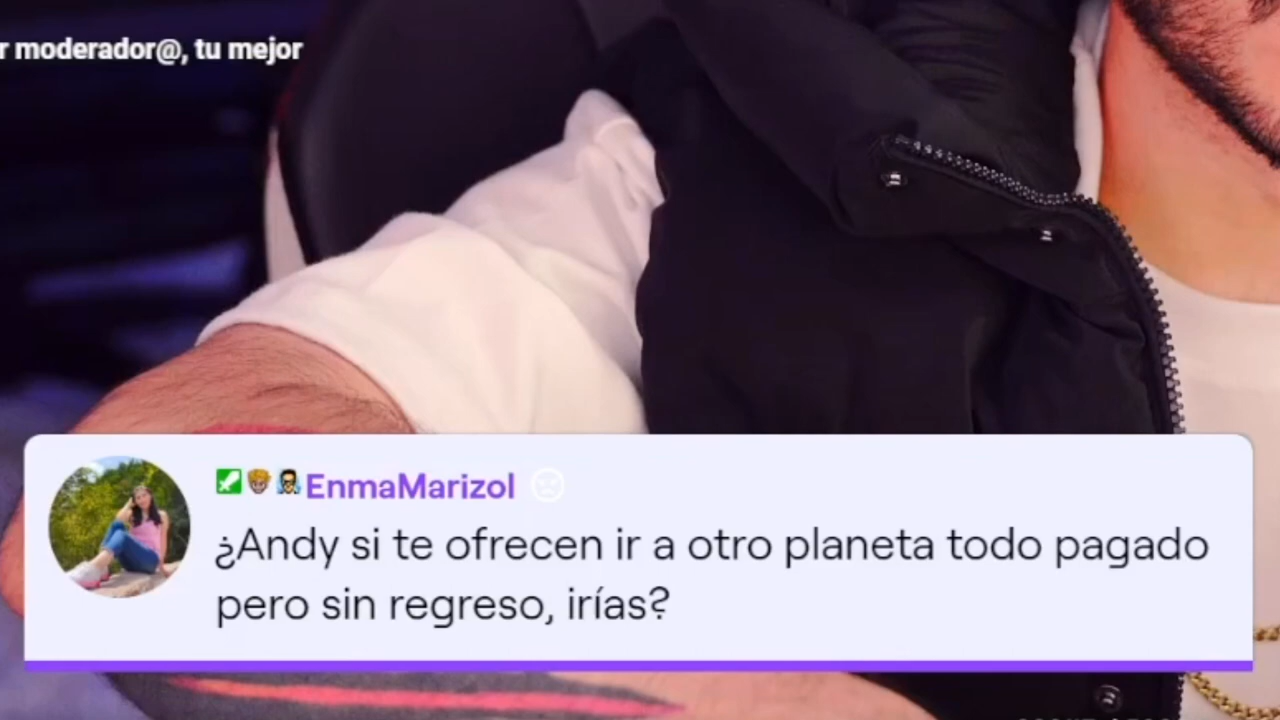 r moderador@, tu mejor
EnmaMarizol
¿Andy si te ofrecen ir a otro planeta todo pagado
pero sin regreso, irías?